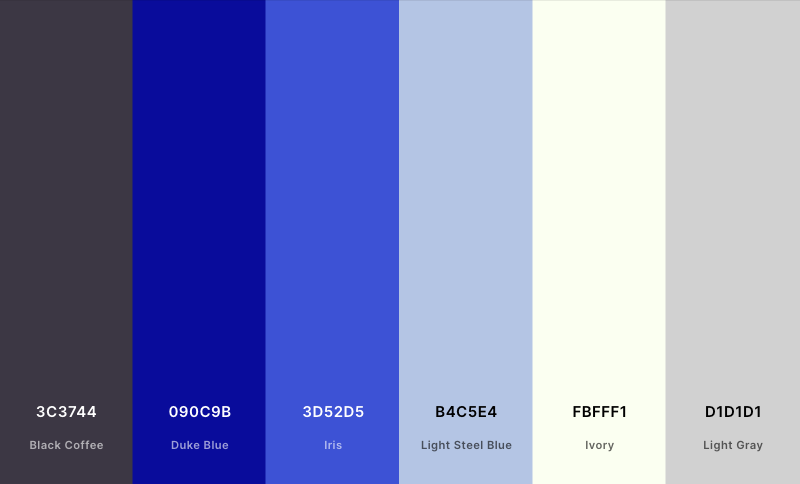 3C3744
Black Coffee
090C9B
Duke Blue
3D52D5
Iris
B4C5E4
Light Steel Blue
FBFFF1
Ivory
D1D1D1
Light Gray